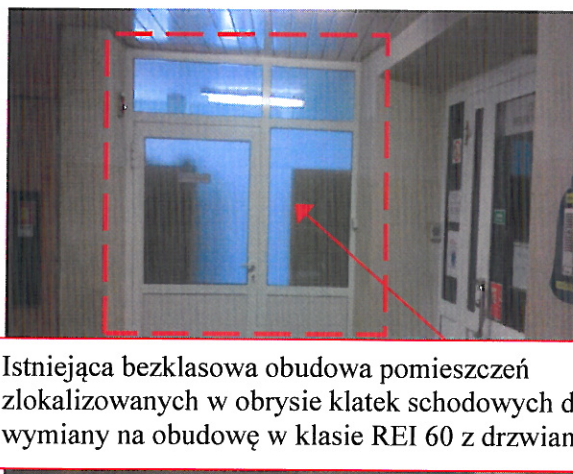 Istniejąca bezklasowa obudowa pomieszczeń
zlokalizowanych w obrysie klatek schodowych d
wymiany na obudowę w klasie REI 60 z drzwian